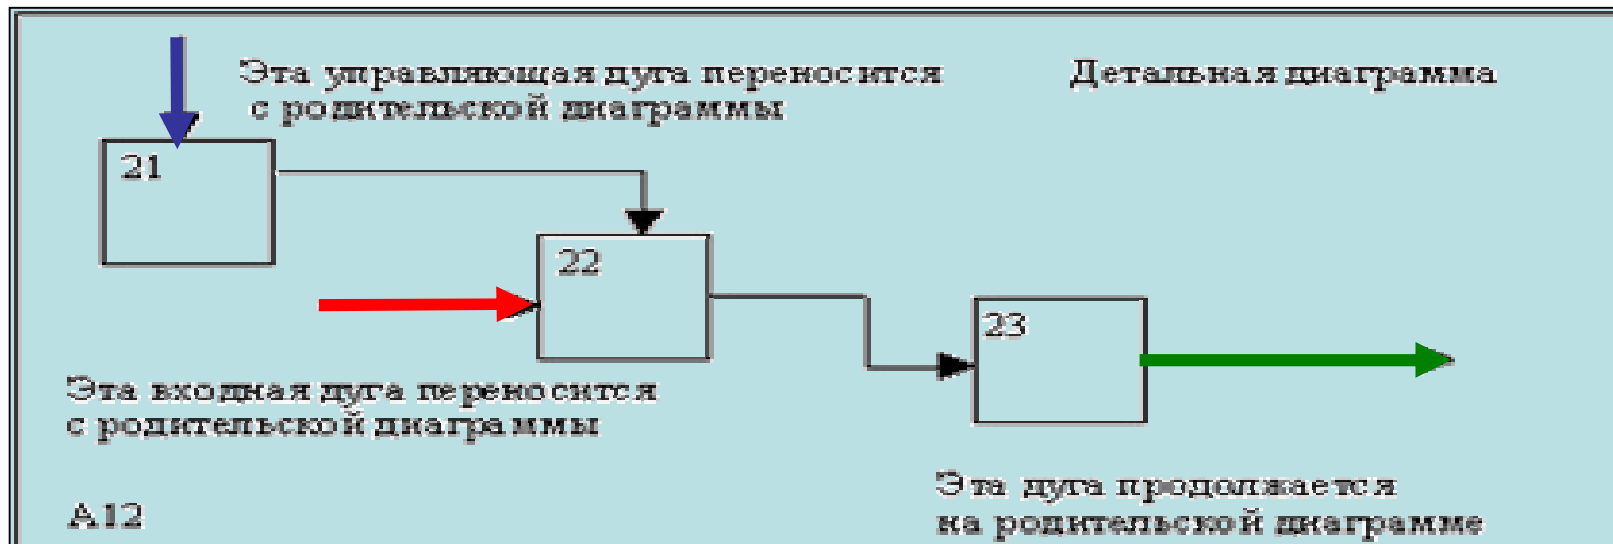 Эта управляющая дуга переносится
с родительской диаграммы
Детальная диаграмма
21
22
23
Эта входная дуга переносится
с родительской диаграммы
Эта дуга продолжается
на родительской диаграмме
А12